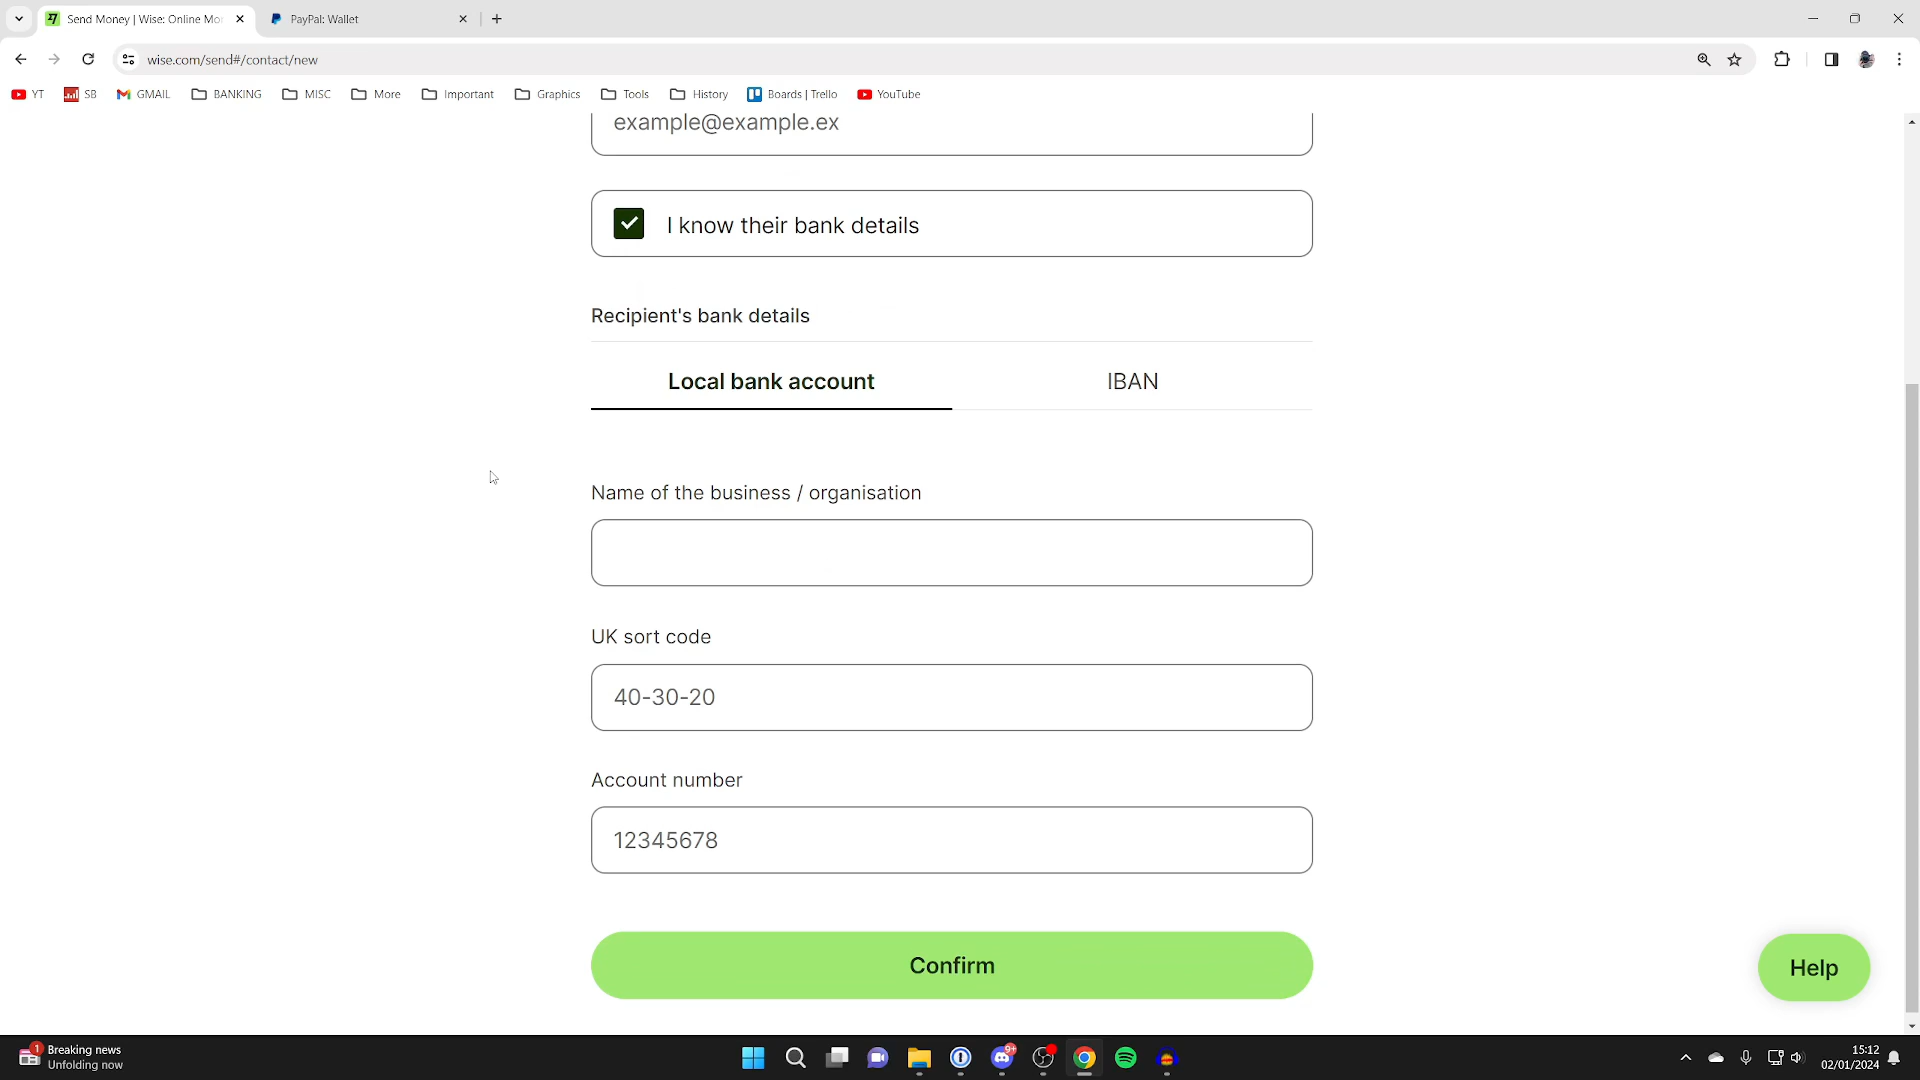 Send Money | Wise: Online Mo
PayPal: Wallet
wise.com/send#/contact/new
YT
SB
GMAIL
BANKING
MISC
More
Important
Graphics
Tools
History
Boards | Trello
YouTube
example@example.ex
I know their bank details
Recipient's bank details
Local bank account
IBAN
Name of the business / organisation
UK sort code
40-30-20
Account number
12345678
Confirm
Help
1
Breaking news
Unfolding now
9+
15:12
02/01/2024